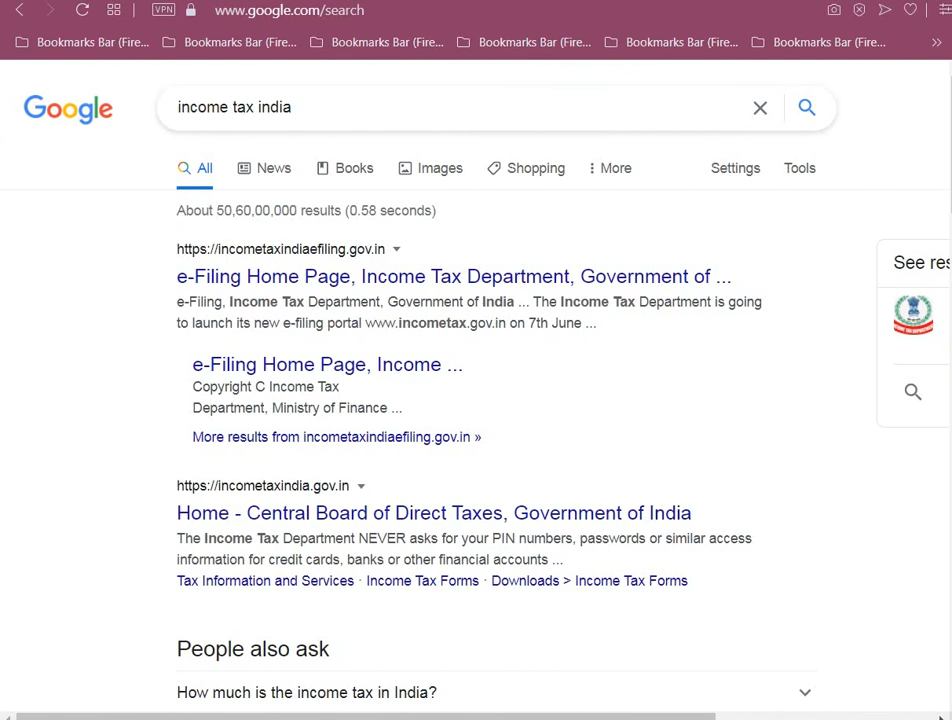 VPN www.google.com/search
Bookmarks Bar (Fire... Bookmarks Bar (Fire... Bookmarks Bar (Fire... Bookmarks Bar (Fire... Bookmarks Bar (Fire... Bookmarks Bar (Fire... »
Google income tax india
All News Books Images Shopping More Settings Tools
About 50,60,00,000 results (0.58 seconds)
https://incometaxindiaefiling.gov.in
e-Filing Home Page, Income Tax Department, Government of ...
e-Filing, Income Tax Department, Government of India ... The Income Tax Department is going
to launch its new e-filing portal www.incometax.gov.in on 7th June ...
e-Filing Home Page, Income ...
Copyright C Income Tax
Department, Ministry of Finance ...
More results from incometaxindiaefiling.gov.in »
See res
https://incometaxindia.gov.in
Home - Central Board of Direct Taxes, Government of India
The Income Tax Department NEVER asks for your PIN numbers, passwords or similar access
information for credit cards, banks or other financial accounts ...
Tax Information and Services · Income Tax Forms · Downloads > Income Tax Forms
People also ask
How much is the income tax in India?